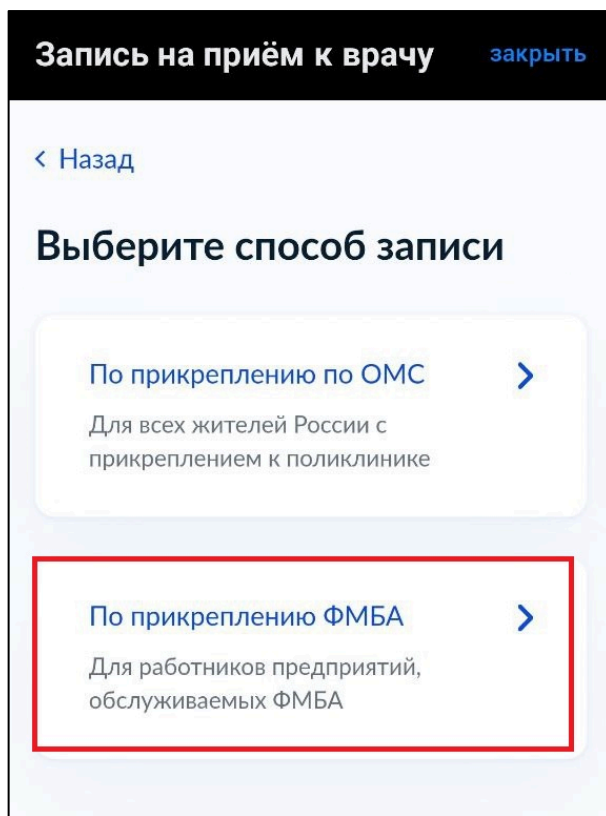 Запись на приём к врачу закрыть
< Назад
Выберите способ записи
По прикреплению по ОМС
Для всех жителей России с
прикреплением к поликлинике
По прикреплению ФМБА
Для работников предприятий,
обслуживаемых ФМБА